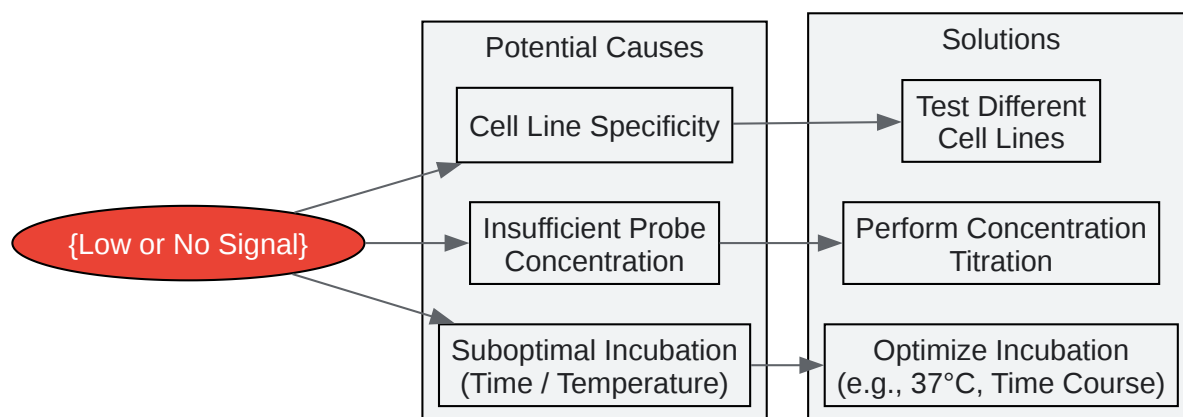 Potential Causes
Solutions
Cell Line Specificity
Test Different
Cell Lines
{Low or No Signal}
Insufficient Probe
Concentration
Perform Concentration
Titration
Suboptimal Incubation
(Time / Temperature)
Optimize Incubation
(e.g., 37°C, Time Course)